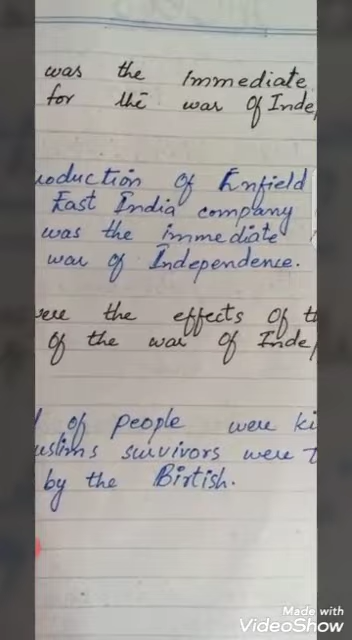 was the Immediate
for the war of Inde
roduction of Enfield
East India company
was the immediate
war of Independence.
were the effects of th
of the war of Inde
of people were ki
uslims survivors were t
by the Birtish.
Made with
VideoShow